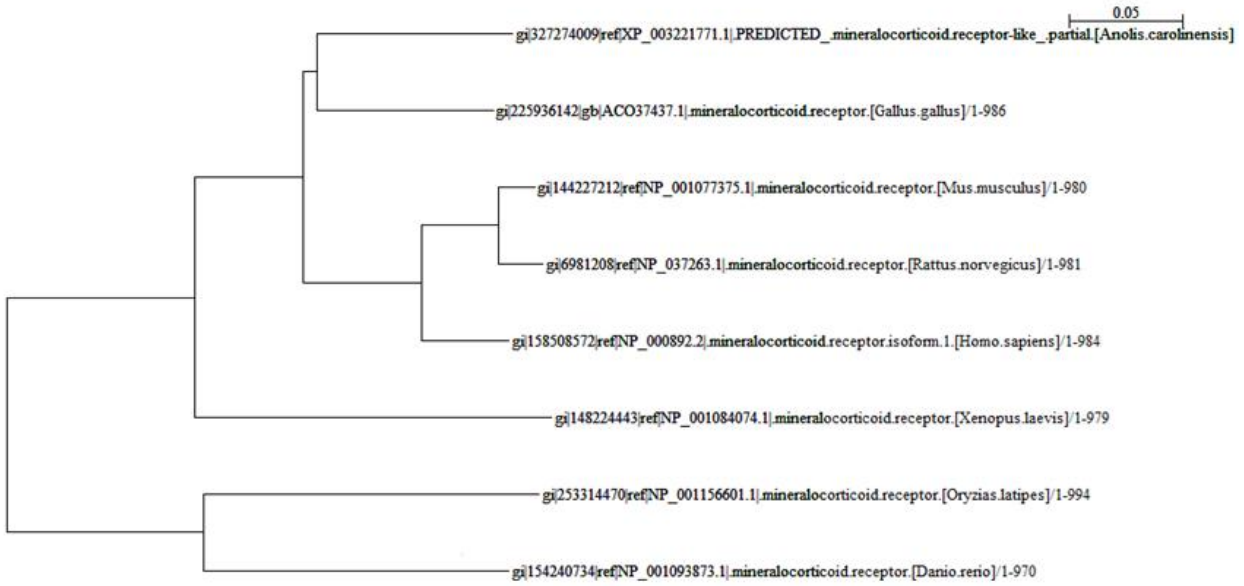 0.05
gi|327274009|ref|XP_003221771.1|.PREDICTED_.mineralocorticoid.receptor-like_.partial.[Anolis.carolinensis]
gi|225936142|gb|ACO37437.1|.mineralocorticoid.receptor.[Gallus.gallus]/1-986
gi|144227212|ref|NP_001077375.1|.mineralocorticoid.receptor.[Mus.musculus]/1-980
gi|6981208|ref|NP_037263.1|.mineralocorticoid.receptor.[Rattus.norvegicus]/1-981
gi|158508572|ref|NP_000892.2|.mineralocorticoid.receptor.isoform.1.[Homo.sapiens]/1-984
gi|148224443|ref|NP_001084074.1|.mineralocorticoid.receptor.[Xenopus.laevis]/1-979
gi|253314470|ref|NP_001156601.1|.mineralocorticoid.receptor.[Oryzias.latipes]/1-994
gi|154240734|ref|NP_001093873.1|.mineralocorticoid.receptor.[Danio.rerio]/1-970